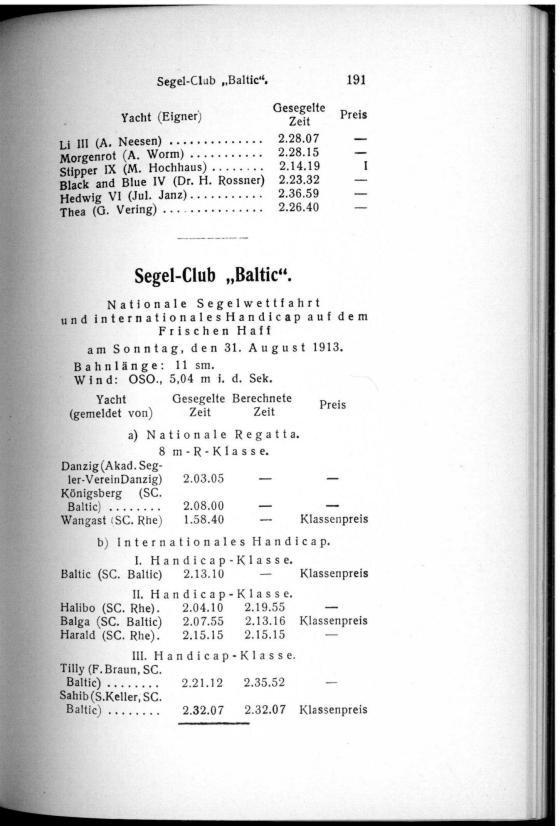 Segel-Club „Baltic“. 191
Yacht (Eigner) Gesegelte Zeit Preis
Li III (A. Neesen) .............. 2.28.07 —
Morgenrot (A. Worm) ........... 2.28.15 —
Stipper IX (M. Hochhaus) ........ 2.14.19 I
Black and Blue IV (Dr. H. Rossner) 2.23.32 —
Hedwig VI (Jul. Janz)........... 2.36.59 —
Thea (G. Vering) ............... 2.26.40 —
Segel-Club „Baltic“.
Nationale Segelwettfahrt
und internationales Handicap auf dem
Frischen Haff
am Sonntag, den 31. August 1913.
Bahnlänge: 11 sm.
Wind: OSO., 5,04 m i. d. Sek.
Yacht Gesegelte Berechnete Preis
(gemeldet von) Zeit Zeit
a) Nationale Regatta.
8 m-R-Klasse.
Danzig (Akad. Seg-
ler-Verein Danzig) 2.03.05 — —
Königsberg (SC.
Baltic) ........ 2.08.00 — —
Wangast (SC. Rhe) 1.58.40 — Klassenpreis
b) Internationales Handicap.
I. Handicap-Klasse.
Baltic (SC. Baltic) 2.13.10 — Klassenpreis
II. Handicap-Klasse.
Halibo (SC. Rhe). 2.04.10 2.19.55 —
Balga (SC. Baltic) 2.07.55 2.13.16 Klassenpreis
Harald (SC. Rhe). 2.15.15 2.15.15 —
III. Handicap-Klasse.
Tilly (F. Braun, SC.
Baltic) ........ 2.21.12 2.35.52 —
Sahib (S. Keller, SC.
Baltic) ........ 2.32.07 2.32.07 Klassenpreis